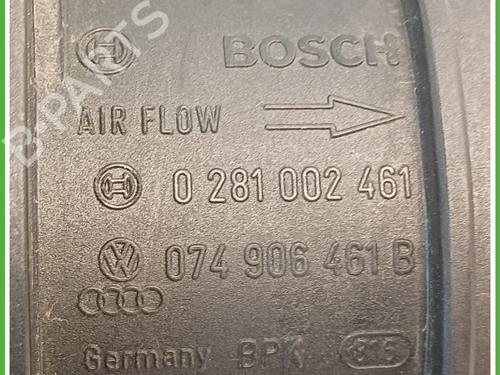 BOSCH
AIR FLOW
0 281 002 461
074 906 461 B
Germany BPK 815
B-PARTS